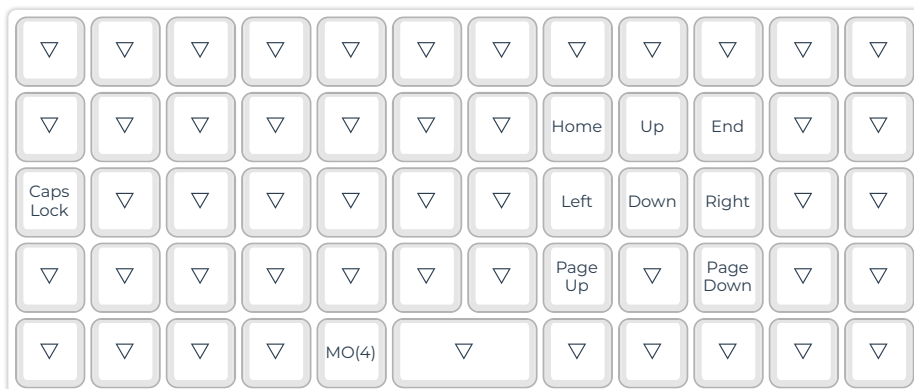 Home Up End
Caps
Lock
Left Down Right
Page
Up
Page
Down
MO(4)